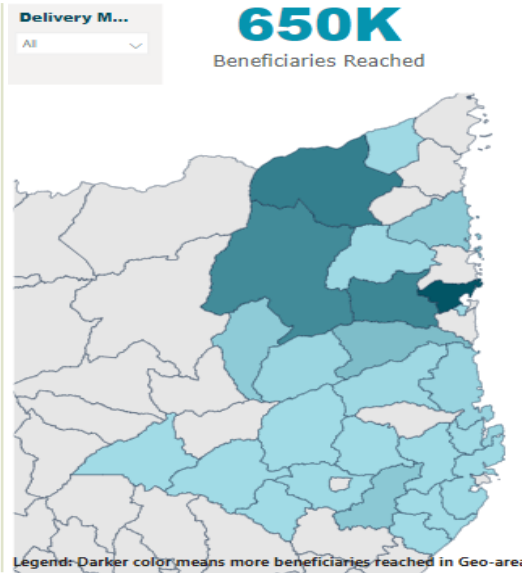 Delivery M...
All
650K
Beneficiaries Reached
Legend: Darker color means more beneficiaries reached in Geo-area